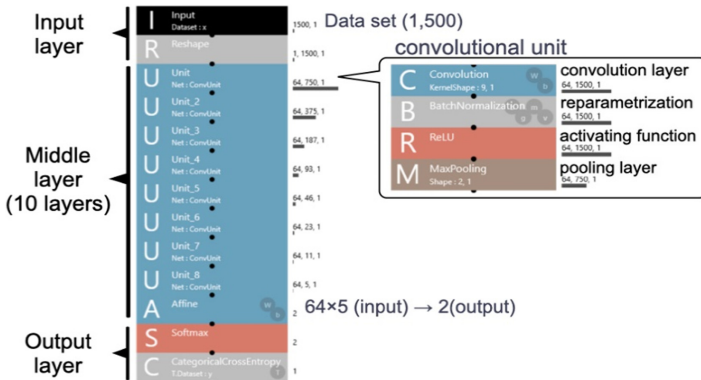 Input
layer
Middle
layer
(10 layers)
Output
layer
I
Input
Dataset : x
1500, 1
Data set (1,500)
R
Reshape
1, 1500, 1
U
Unit
Net : ConvUnit
64, 750, 1
U
Unit_2
Net : ConvUnit
64, 375, 1
U
Unit_3
Net : ConvUnit
64, 187, 1
U
Unit_4
Net : ConvUnit
64, 93, 1
U
Unit_5
Net : ConvUnit
64, 46, 1
U
Unit_6
Net : ConvUnit
64, 23, 1
U
Unit_7
Net : ConvUnit
64, 11, 1
U
Unit_8
Net : ConvUnit
64, 5, 1
A
Affine
W
b
2
64×5 (input) → 2(output)
S
Softmax
2
C
CategoricalCrossEntropy
T.Dataset : y
T
1
convolutional unit
C
Convolution
KernelShape : 9, 1
W
b
convolution layer
64, 1500, 1
B
BatchNormalization
m
g
v
reparametrization
64, 1500, 1
R
ReLU
activating function
64, 1500, 1
M
MaxPooling
Shape : 2, 1
pooling layer
64, 750, 1